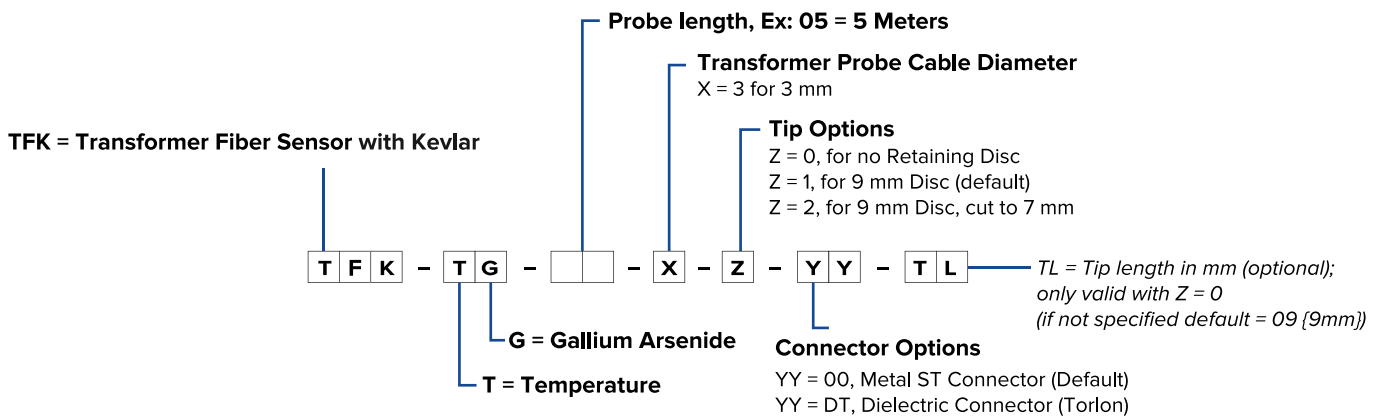 Probe length, Ex: 05 = 5 Meters
Transformer Probe Cable Diameter
X = 3 for 3 mm
TFK = Transformer Fiber Sensor with Kevlar
Tip Options
Z = 0, for no Retaining Disc
Z = 1, for 9 mm Disc (default)
Z = 2, for 9 mm Disc, cut to 7 mm
T F K – T G – – X – Z – Y Y – T L
TL = Tip length in mm (optional);
only valid with Z = 0
(if not specified default = 09 {9mm})
G = Gallium Arsenide
T = Temperature
Connector Options
YY = 00, Metal ST Connector (Default)
YY = DT, Dielectric Connector (Torlon)